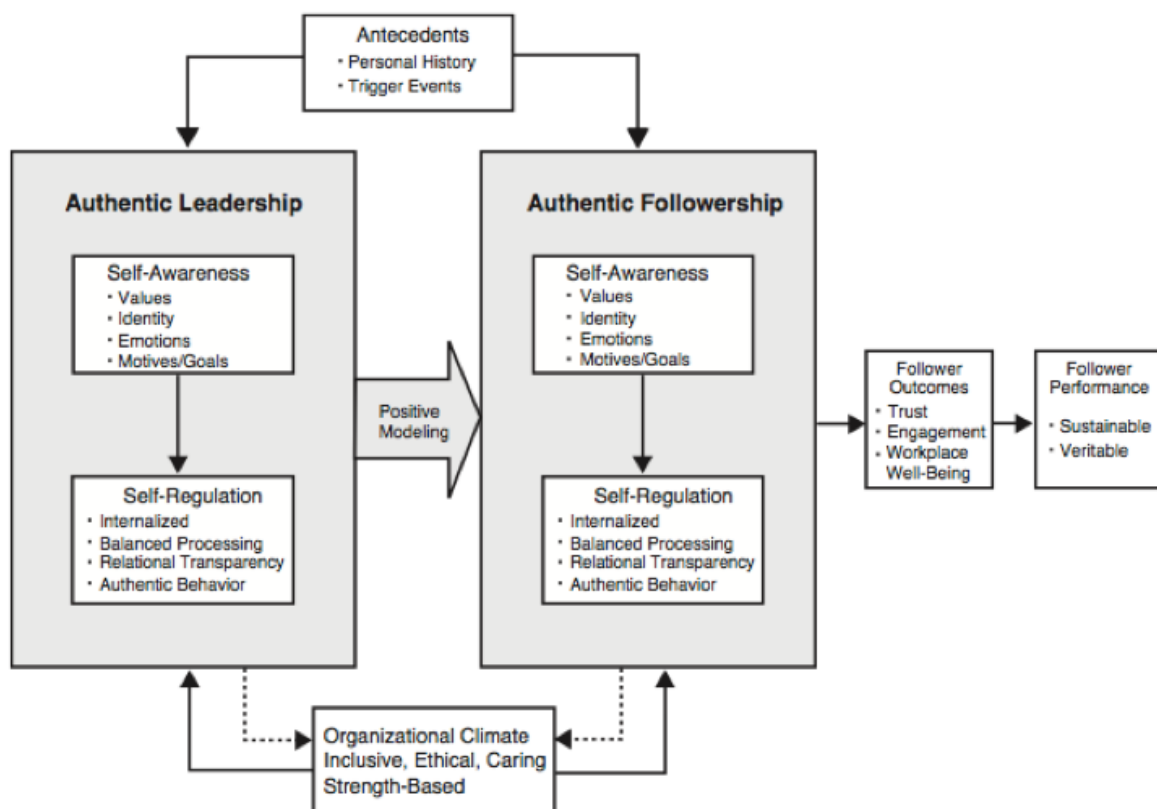 Antecedents
· Personal History
· Trigger Events
Authentic Leadership
Self-Awareness
· Values
· Identity
· Emotions
· Motives/Goals
Self-Regulation
· Internalized
· Balanced Processing
· Relational Transparency
· Authentic Behavior
Positive
Modeling
Authentic Followership
Self-Awareness
· Values
· Identity
· Emotions
· Motives/Goals
Self-Regulation
· Internalized
· Balanced Processing
· Relational Transparency
· Authentic Behavior
Follower
Outcomes
· Trust
· Engagement
· Workplace
Well-Being
Follower
Performance
· Sustainable
· Veritable
Organizational Climate
Inclusive, Ethical, Caring
Strength-Based